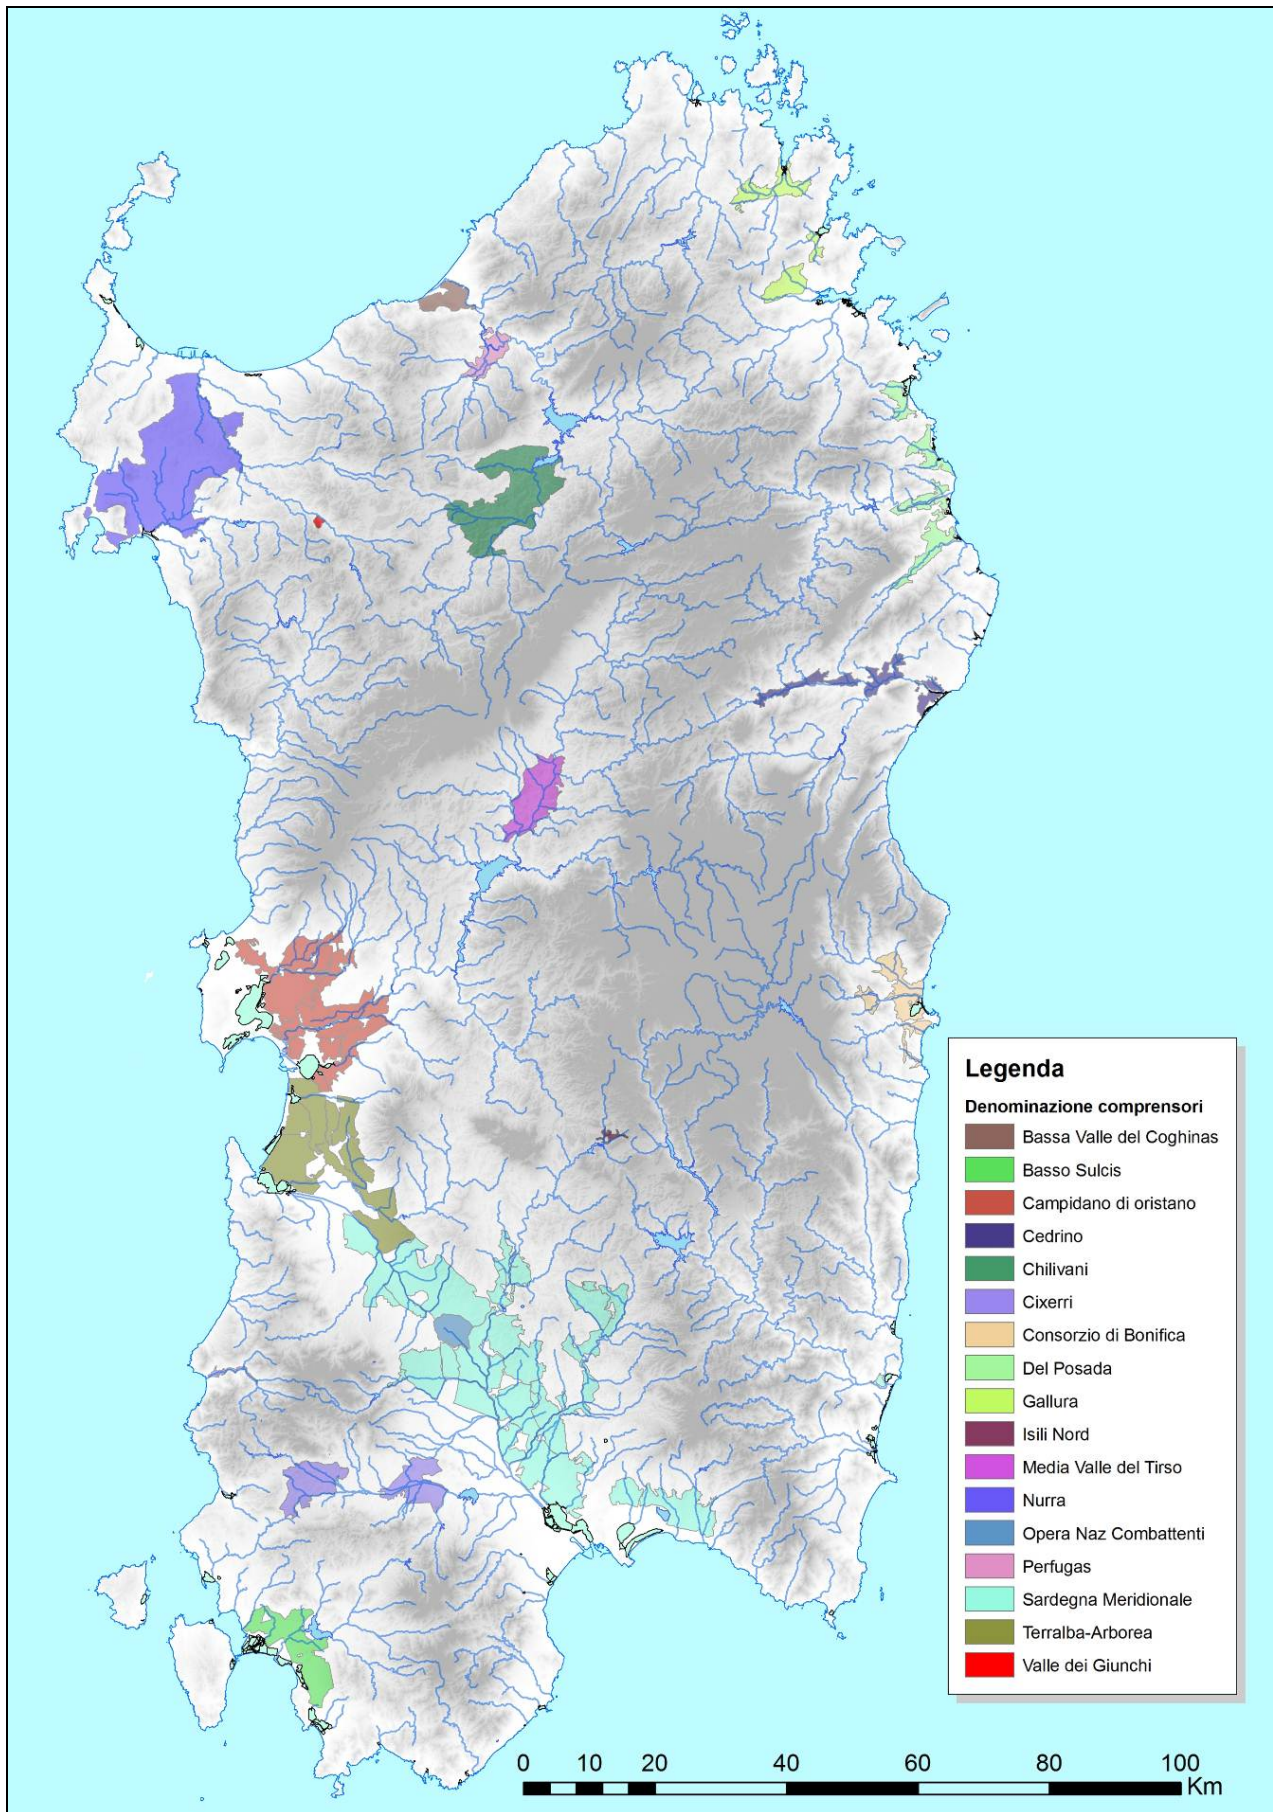 Legenda
Denominazione comprensori
Bassa Valle del Coghinas
Basso Sulcis
Campidano di oristano
Cedrino
Chilivani
Cixerri
Consorzio di Bonifica
Del Posada
Gallura
Isili Nord
Media Valle del Tirso
Nurra
Opera Naz Combattenti
Perfugas
Sardegna Meridionale
Terralba-Arborea
Valle dei Giunchi
0 10 20 40 60 80 100
Km